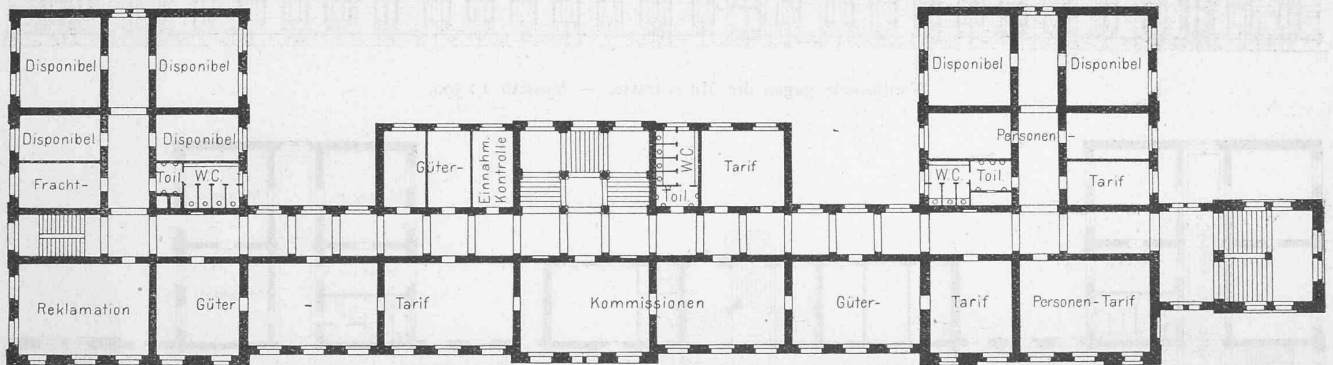 Disponibel
Disponibel
Disponibel
Disponibel
Disponibel
Disponibel
Fracht-
Toil.
W.C.
Güter-
Einnahm.
Kontrolle
W.C.
Toil.
Tarif
Personen-
W.C.
Toil.
Tarif
Reklamation
Güter
-
Tarif
Kommissionen
Güter-
Tarif
Personen-Tarif